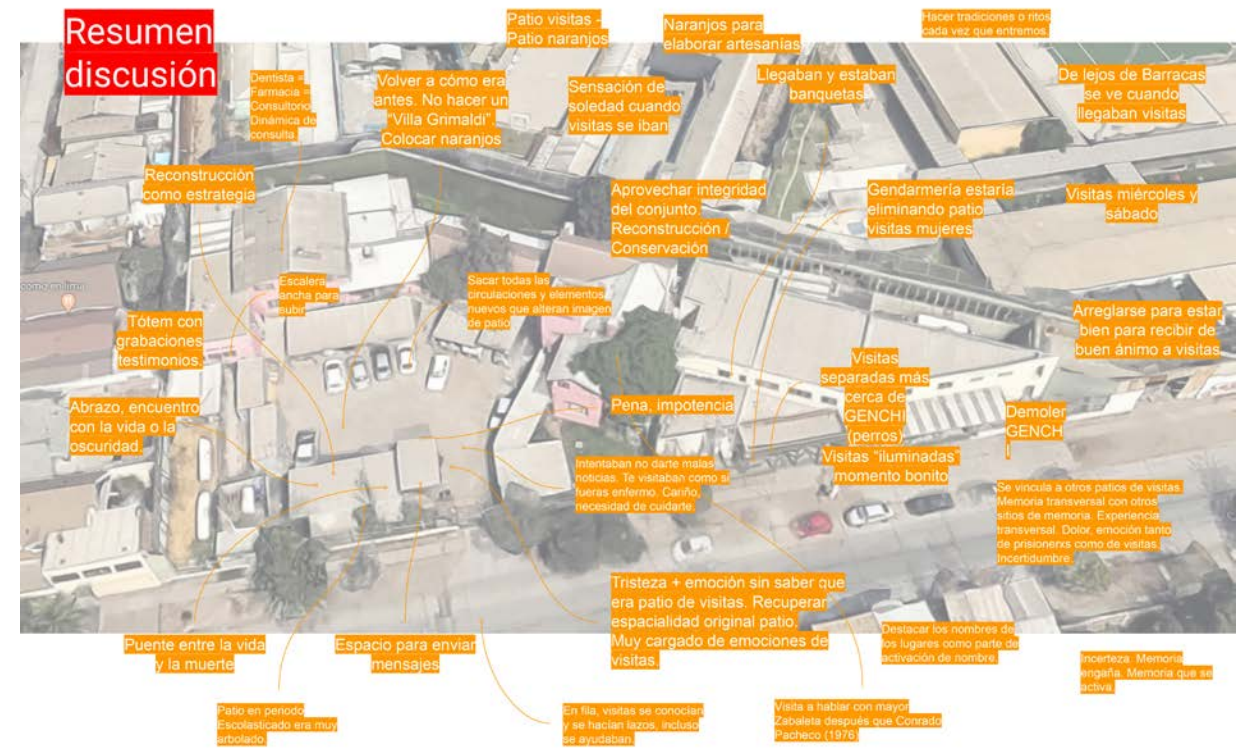 Resumen
discusión
Patio visitas -
Patio naranjos
Naranjos para
elaborar artesanías
Hacer tradiciones o ritos
cada vez que entremos.
Dentista =
Farmacia =
Consultorio
Dinámica de
consulta.
Volver a cómo era
antes. No hacer un
"Villa Grimaldi".
Colocar naranjos
Sensación de
soledad cuando
visitas se iban
Llegaban y estaban
banquetas
De lejos de Barracas
se ve cuando
llegaban visitas
Reconstrucción
como estrategia
Aprovechar integridad
del conjunto.
Reconstrucción /
Conservación
Gendarmería estaría
eliminando patio
visitas mujeres
Visitas miércoles y
sábado
Escalera
ancha para
subir
Sacar todas las
circulaciones y elementos
nuevos que alteran imagen
de patio
Tótem con
grabaciones
testimonios.
Arreglarse para estar
bien para recibir de
buen ánimo a visitas
Abrazo, encuentro
con la vida o la
oscuridad.
Pena, impotencia
Visitas
separadas más
cerca de
GENCHI
(perros)
Visitas "iluminadas"
momento bonito
Demoler
GENCH
I
Intentaban no darte malas
noticias. Te visitaban como si
fueras enfermo. Cariño,
necesidad de cuidarte.
Se vincula a otros patios de visitas.
Memoria transversal con otros
sitios de memoria. Experiencia
transversal. Dolor, emoción tanto
de prisionerxs como de visitas.
Incertidumbre.
Tristeza + emoción sin saber que
era patio de visitas. Recuperar
espacialidad original patio.
Muy cargado de emociones de
visitas.
Puente entre la vida
y la muerte
Espacio para enviar
mensajes
Destacar los nombres de
los lugares como parte de
activación de nombre.
Incerteza. Memoria
engaña. Memoria que se
activa.
Patio en periodo
Escolasticado era muy
arbolado.
En fila, visitas se conocían
y se hacían lazos, incluso
se ayudaban.
Visita a hablar con mayor
Zabaleta después que Conrado
Pacheco (1976)